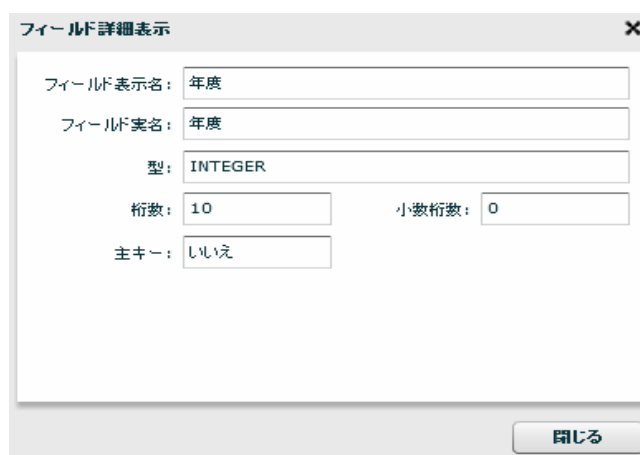 フィールド詳細表示
フィールド表示名: 年度
フィールド実名: 年度
型: INTEGER
桁数: 10 小数桁数: 0
主キー: いいえ
閉じる